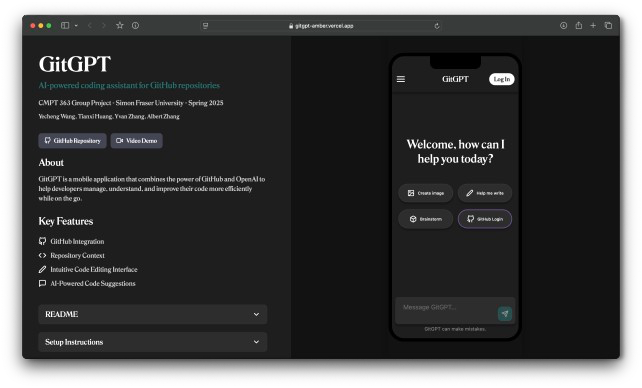 gitgpt-amber.vercel.app
GitGPT
AI-powered coding assistant for GitHub repositories
CMPT 363 Group Project - Simon Fraser University - Spring 2025
Yecheng Wang, Tianxi Huang, Yvan Zhang, Albert Zhang
GitHub Repository
Video Demo
About
GitGPT is a mobile application that combines the power of GitHub and OpenAI to
help developers manage, understand, and improve their code more efficiently
while on the go.
Key Features
GitHub Integration
Repository Context
Intuitive Code Editing Interface
AI-Powered Code Suggestions
README
Setup Instructions
GitGPT
Log In
Welcome, how can I
help you today?
Create image
Help me write
Brainstorm
GitHub Login
Message GitGPT...
GitGPT can make mistakes.